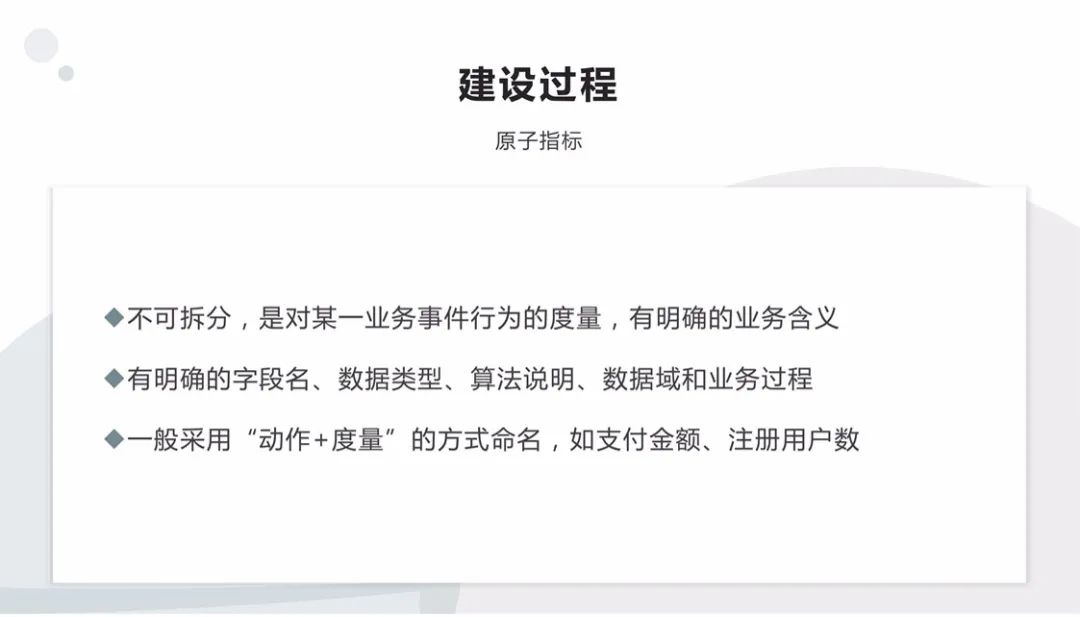 建设过程
原子指标
◆不可拆分，是对某一业务事件行为的度量，有明确的业务含义
◆有明确的字段名、数据类型、算法说明、数据域和业务过程
◆一般采用“动作+度量”的方式命名，如支付金额、注册用户数